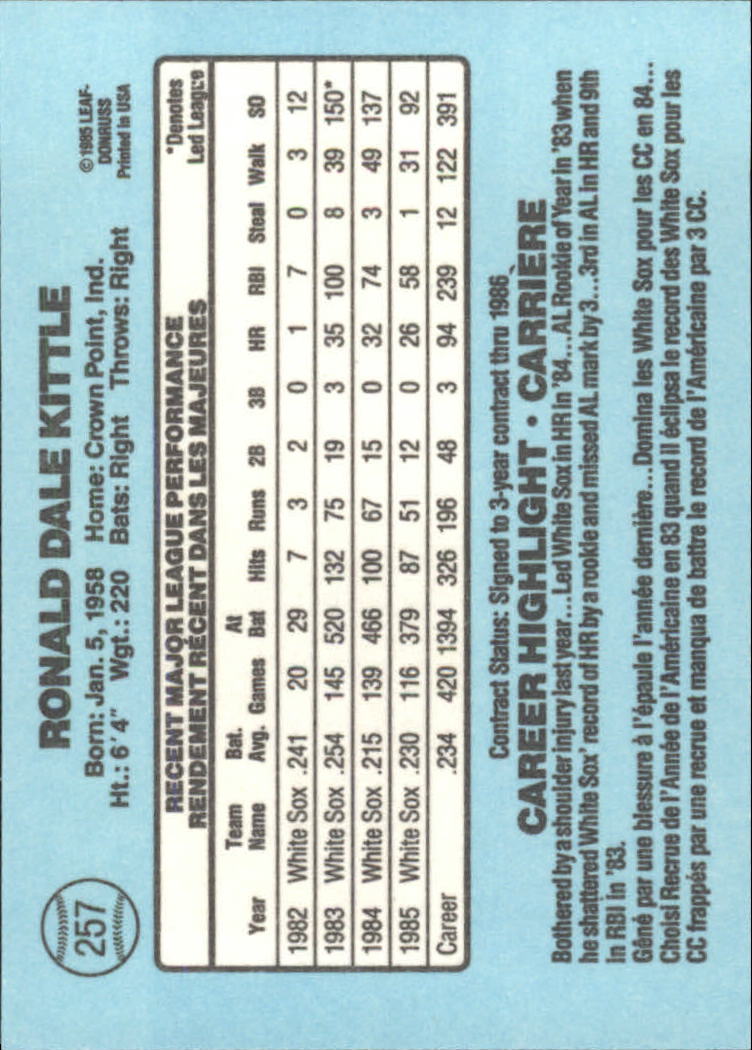 257
RONALD DALE KITTLE
Born: Jan. 5, 1958 Home: Crown Point, Ind.
Ht.: 6'4" Wgt.: 220 Bats: Right Throws: Right
© 1985 LEAF-
DONRUSS
Printed in USA
RECENT MAJOR LEAGUE PERFORMANCE
RENDEMENT RÉCENT DANS LES MAJEURES
*Denotes
Led League
Year Team Name Bat. Avg. Games At Bat Hits Runs 2B 3B HR RBI Steal Walk SO
1982 White Sox .241 20 29 7 3 2 0 1 7 0 3 12
1983 White Sox .254 145 520 132 75 19 3 35 100 8 39 150*
1984 White Sox .215 139 466 100 67 15 0 32 74 3 49 137
1985 White Sox .230 116 379 87 51 12 0 26 58 1 31 92
Career .234 420 1394 326 196 48 3 94 239 12 122 391
Contract Status: Signed to 3-year contract thru 1986
CAREER HIGHLIGHT • CARRIÈRE
Bothered by a shoulder injury last year...Led White Sox in HR in '84...AL Rookie of Year in '83 when
he shattered White Sox' record of HR by a rookie and missed AL mark by 3...3rd in AL in HR and 9th
in RBI in '83.
Gêné par une blessure à l'épaule l'année dernière...Domina les White Sox pour les CC en 84...
Choisi Recrue de l'Année de l'Américaine en 83 quand il éclipsa le record des White Sox pour les
CC frappés par une recrue et manqua de battre le record de l'Américaine par 3 CC.